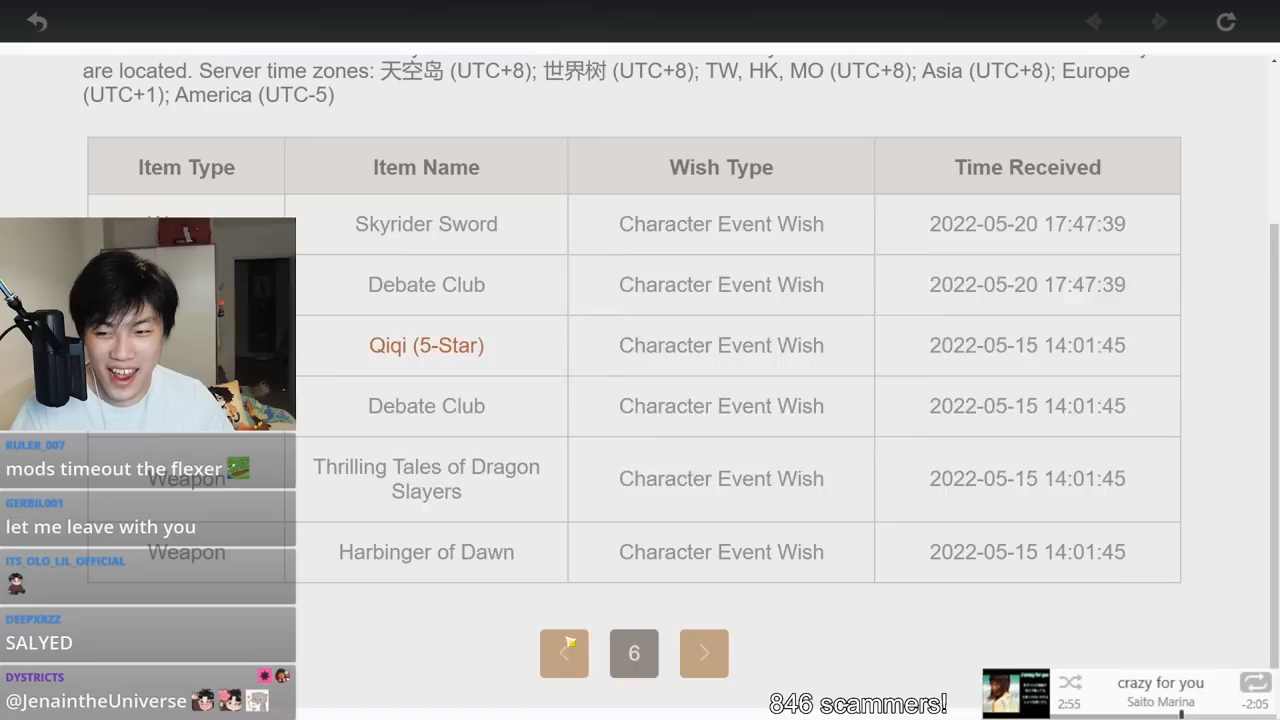 are located. Server time zones: 天空岛 (UTC+8); 世界树 (UTC+8); TW, HK, MO (UTC+8); Asia (UTC+8); Europe
(UTC+1); America (UTC-5)
Item Type Item Name Wish Type Time Received
Skyrider Sword Character Event Wish 2022-05-20 17:47:39
Debate Club Character Event Wish 2022-05-20 17:47:39
Qiqi (5-Star) Character Event Wish 2022-05-15 14:01:45
Debate Club Character Event Wish 2022-05-15 14:01:45
Weapon Thrilling Tales of Dragon
Slayers Character Event Wish 2022-05-15 14:01:45
Weapon Harbinger of Dawn Character Event Wish 2022-05-15 14:01:45
6
RULER_007
mods timeout the flexer
GERBIL001
let me leave with you
ITS_OLO_LIL_OFFICIAL
DEEPXRZZ
SALYED
DYSTRICTS
@JenaintheUniverse
846 scammers!
crazy for you
Saito Marina
2:55
-2:05